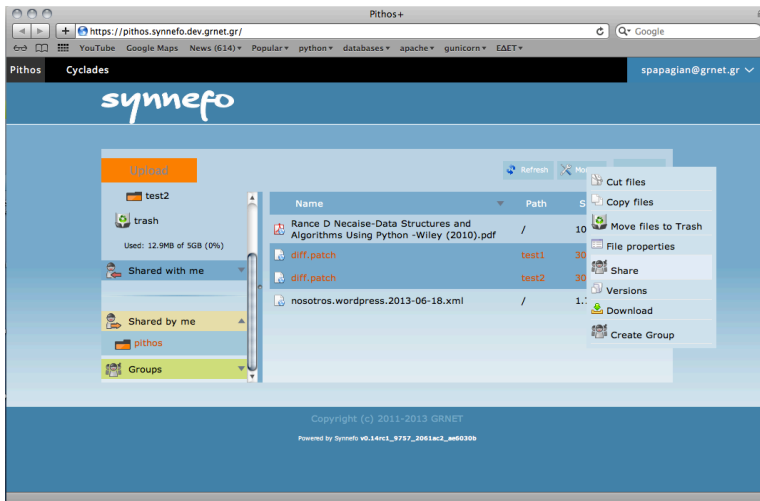 Pithos+
https://pithos.synnefo.dev.grnet.gr/
Google
YouTube Google Maps News (614) Popular python databases apache gunicorn ΕΔΕΤ
Pithos Cyclades spapagian@grnet.gr
synnefo
Upload
Refresh
test2
trash
Used: 12.9MB of 5GB (0%)
Shared with me
Shared by me
pithos
Groups
Name Path
Rance D Necaise-Data Structures and
Algorithms Using Python -Wiley (2010).pdf / 10
diff.patch test1 30
diff.patch test2 30
nosotros.wordpress.2013-06-18.xml /
Cut files
Copy files
Move files to Trash
File properties
Share
Versions
Download
Create Group
Copyright (c) 2011-2013 GRNET
Powered by Synnefo v0.14rc1_9757_2061ac2_ae6030b